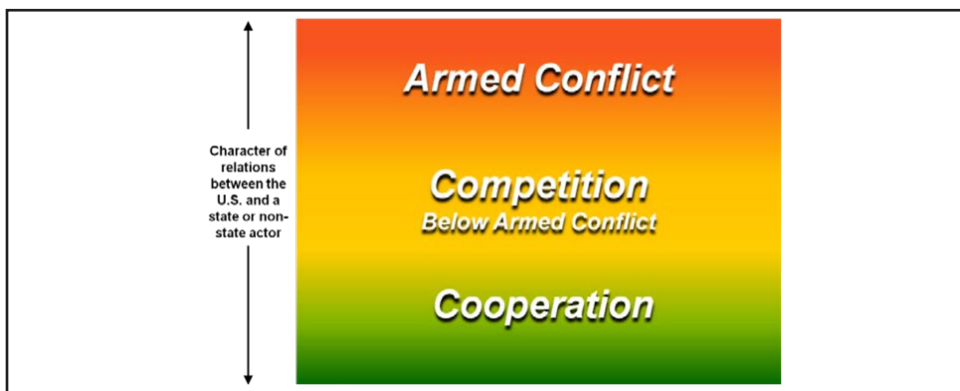 Armed Conflict
Character of
relations
between the
U.S. and a
state or non-
state actor
Competition
Below Armed Conflict
Cooperation